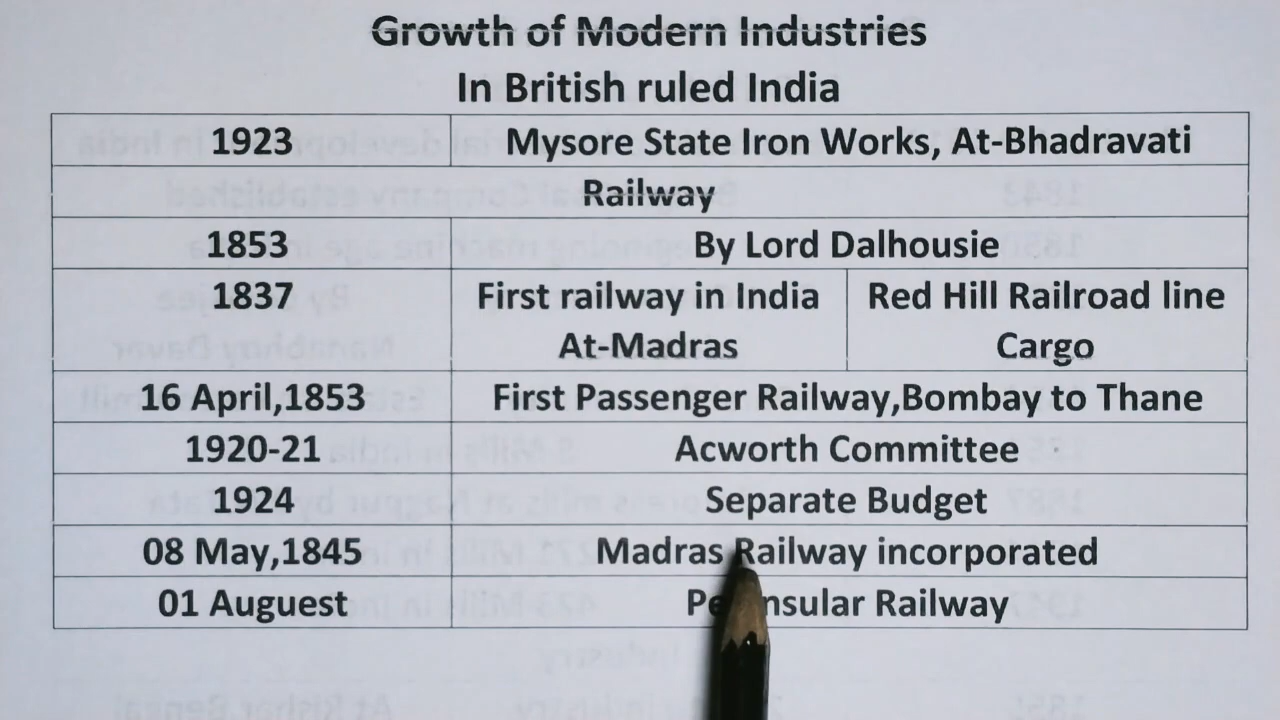 Growth of Modern Industries
In British ruled India
1923 Mysore State Iron Works, At-Bhadravati
Railway
1853 By Lord Dalhousie
1837 First railway in India Red Hill Railroad line
At-Madras Cargo
16 April,1853 First Passenger Railway,Bombay to Thane
1920-21 Acworth Committee
1924 Separate Budget
08 May,1845 Madras Railway incorporated
01 Auguest Railway